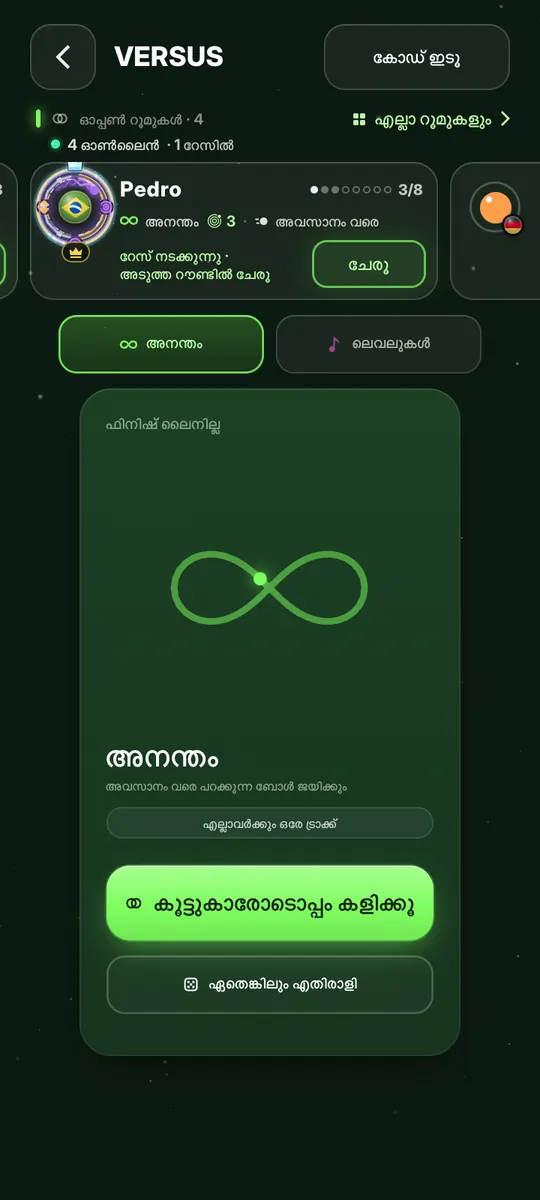 VERSUS
കോഡ് ഇടൂ
ഓപ്പൺ റൂമുകൾ · 4
എല്ലാ റൂമുകളും
4 ഓൺലൈൻ · 1 റേസിൽ
Pedro
3/8
അനന്തം 3 · അവസാനം വരെ
റേസ് നടക്കുന്നു ·
അടുത്ത റൗണ്ടിൽ ചേരൂ
ചേരൂ
അനന്തം
ലെവലുകൾ
ഫിനിഷ് ലൈനില്ല
അനന്തം
അവസാനം വരെ പറക്കുന്ന ബോൾ ജയിക്കും
എല്ലാവർക്കും ഒരേ ട്രാക്ക്
കൂട്ടുകാരോടൊപ്പം കളിക്കൂ
ഏതെങ്കിലും എതിരാളി